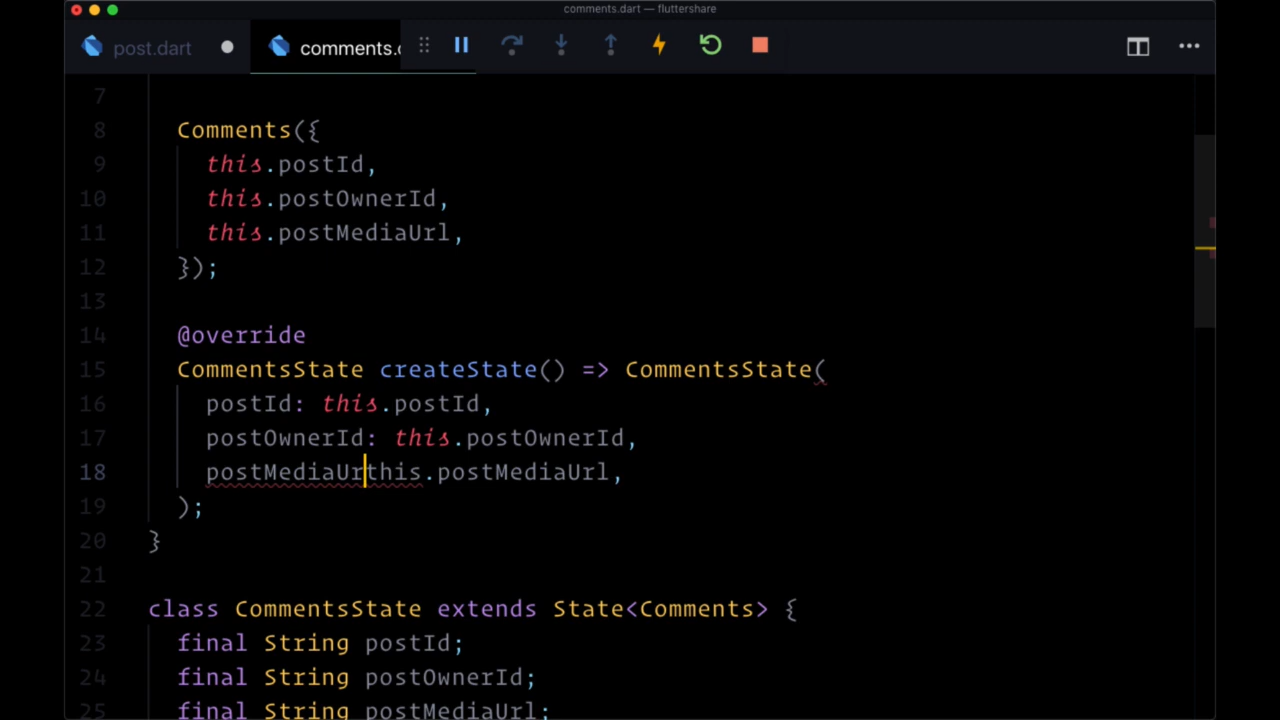 comments.dart — fluttershare
post.dart
comments.
7
8 Comments({
9 this.postId,
10 this.postOwnerId,
11 this.postMediaUrl,
12 });
13
14 @override
15 CommentsState createState() => CommentsState(
16 postId: this.postId,
17 postOwnerId: this.postOwnerId,
18 postMediaUrthis.postMediaUrl,
19 );
20 }
21
22 class CommentsState extends State<Comments> {
23 final String postId;
24 final String postOwnerId;
25 final String postMediaUrl;